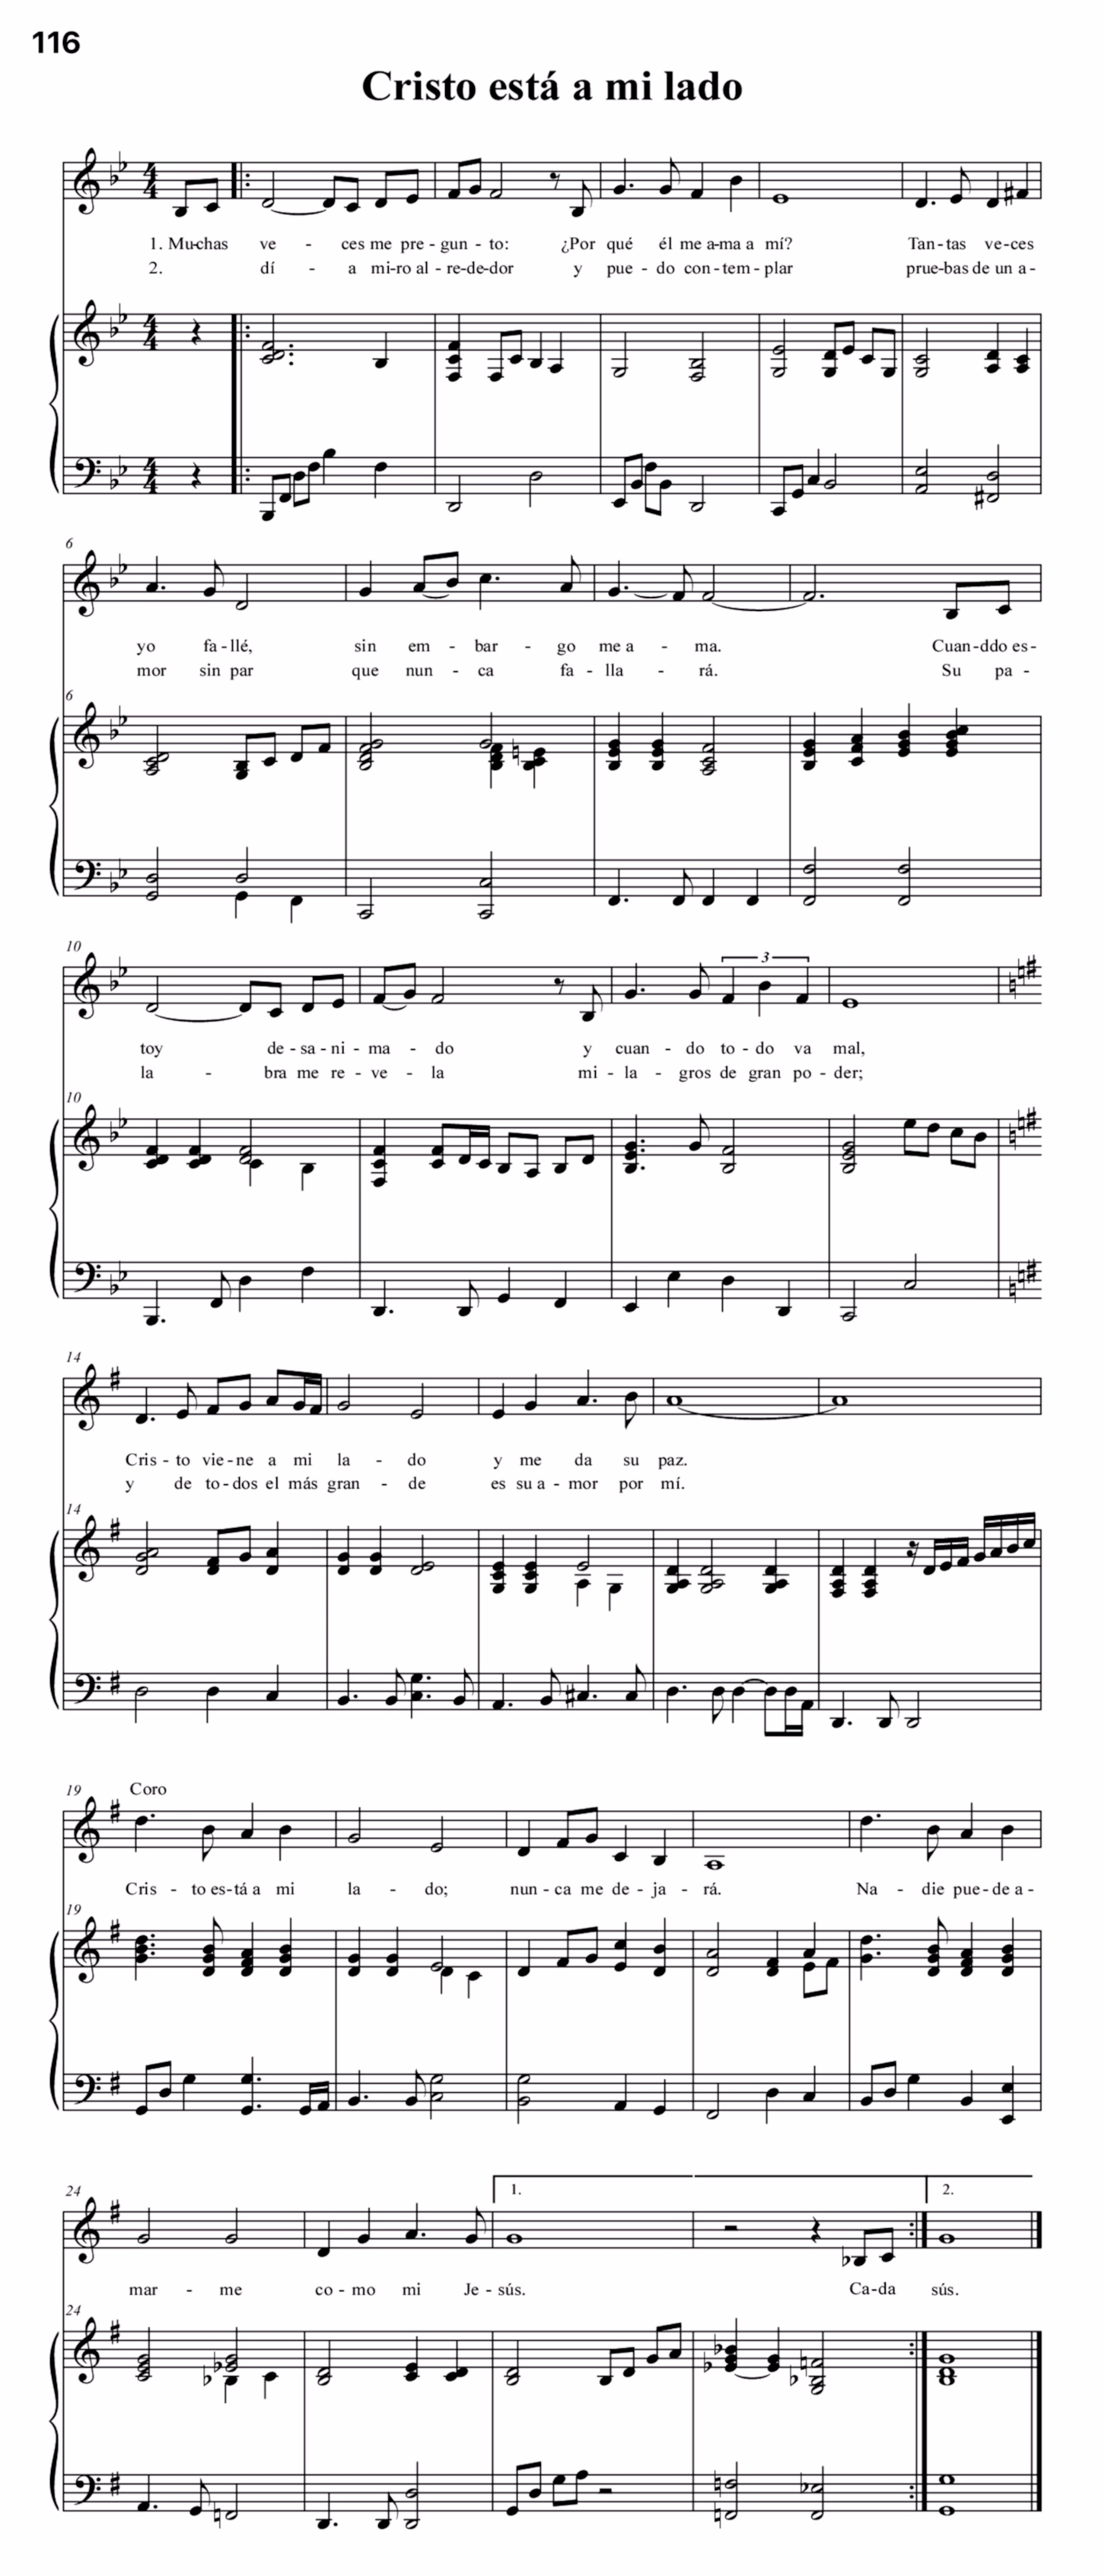 116
Cristo está a mi lado
1. Mu-chas ve - ces me pre - gun - to: ¿Por qué él me a-ma a mí? Tan - tas ve-ces
2. dí - a mi-ro al - re-de-dor y pue - do con - tem - plar prue-bas de un a -
6
yo fa - llé, sin em - bar - go me a - ma. Cuan-ddo es -
mor sin par que nun - ca fa - lla - rá. Su pa -
6
10
toy de - sa - ni - ma - do y cuan - do to - do va mal,
3
la - bra me re - ve - la mi - la - gros de gran po - der;
10
14
Cris - to vie - ne a mi la - do y me da su paz.
y de to - dos el más gran - de es su a - mor por mí.
14
19 Coro
Cris - to es-tá a mi la - do; nun - ca me de - ja - rá. Na - die pue - de a -
19
24 1. 2.
mar - me co - mo mi Je - sús. Ca-da sús.
24